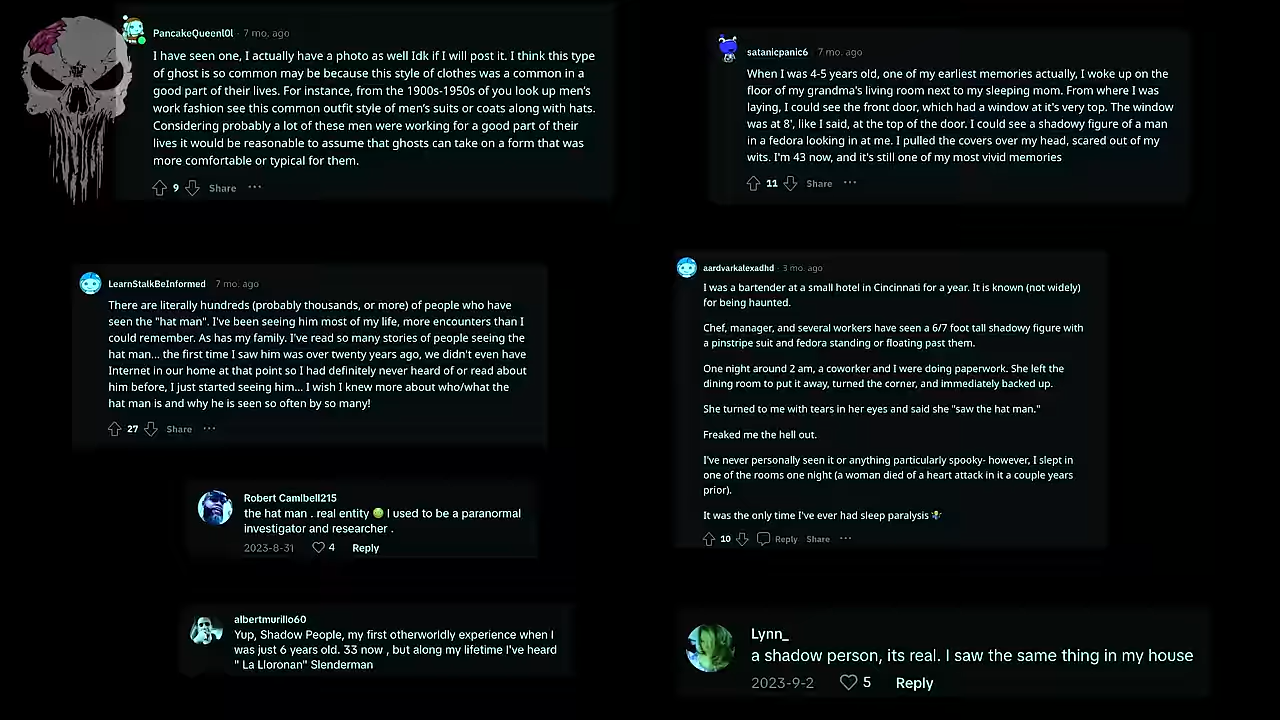 PancakeQueenl0l · 7 mo. ago
I have seen one, I actually have a photo as well Idk if I will post it. I think this type
of ghost is so common may be because this style of clothes was a common in a
good part of their lives. For instance, from the 1900s-1950s of you look up men's
work fashion see this common outfit style of men's suits or coats along with hats.
Considering probably a lot of these men were working for a good part of their
lives it would be reasonable to assume that ghosts can take on a form that was
more comfortable or typical for them.
9 Share ...
satanicpanic6 7 mo. ago
When I was 4-5 years old, one of my earliest memories actually, I woke up on the
floor of my grandma's living room next to my sleeping mom. From where I was
laying, I could see the front door, which had a window at it's very top. The window
was at 8', like I said, at the top of the door. I could see a shadowy figure of a man
in a fedora looking in at me. I pulled the covers over my head, scared out of my
wits. I'm 43 now, and it's still one of my most vivid memories
11 Share ...
LearnStalkBeInformed 7 mo. ago
There are literally hundreds (probably thousands, or more) of people who have
seen the "hat man". I've been seeing him most of my life, more encounters than I
could remember. As has my family. I've read so many stories of people seeing the
hat man... the first time I saw him was over twenty years ago, we didn't even have
Internet in our home at that point so I had definitely never heard of or read about
him before, I just started seeing him... I wish I knew more about who/what the
hat man is and why he is seen so often by so many!
27 Share ...
aardvarkalexadhd · 3 mo. ago
I was a bartender at a small hotel in Cincinnati for a year. It is known (not widely)
for being haunted.
Chef, manager, and several workers have seen a 6/7 foot tall shadowy figure with
a pinstripe suit and fedora standing or floating past them.
One night around 2 am, a coworker and I were doing paperwork. She left the
dining room to put it away, turned the corner, and immediately backed up.
She turned to me with tears in her eyes and said she "saw the hat man."
Freaked me the hell out.
I've never personally seen it or anything particularly spooky- however, I slept in
one of the rooms one night (a woman died of a heart attack in it a couple years
prior).
It was the only time I've ever had sleep paralysis 🤷
10 Reply Share ...
Robert Camlbell215
the hat man . real entity I used to be a paranormal
investigator and researcher .
2023-8-31 4 Reply
albertmurillo60
Yup, Shadow People, my first otherworldly experience when I
was just 6 years old. 33 now , but along my lifetime I've heard
" La Lloronan" Slenderman
Lynn_
a shadow person, its real. I saw the same thing in my house
2023-9-2 5 Reply